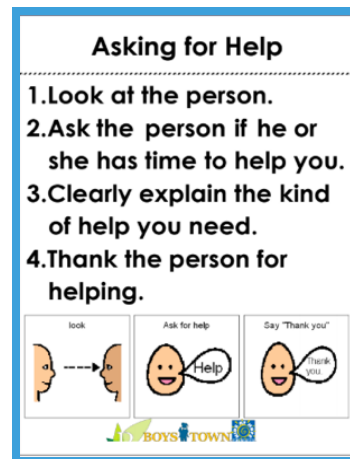 Asking for Help
1.Look at the person.
2.Ask the person if he or
she has time to help you.
3.Clearly explain the kind
of help you need.
4.Thank the person for
helping.
look
Ask for help
Say "Thank you"
Help
Thank
you
BOYS TOWN